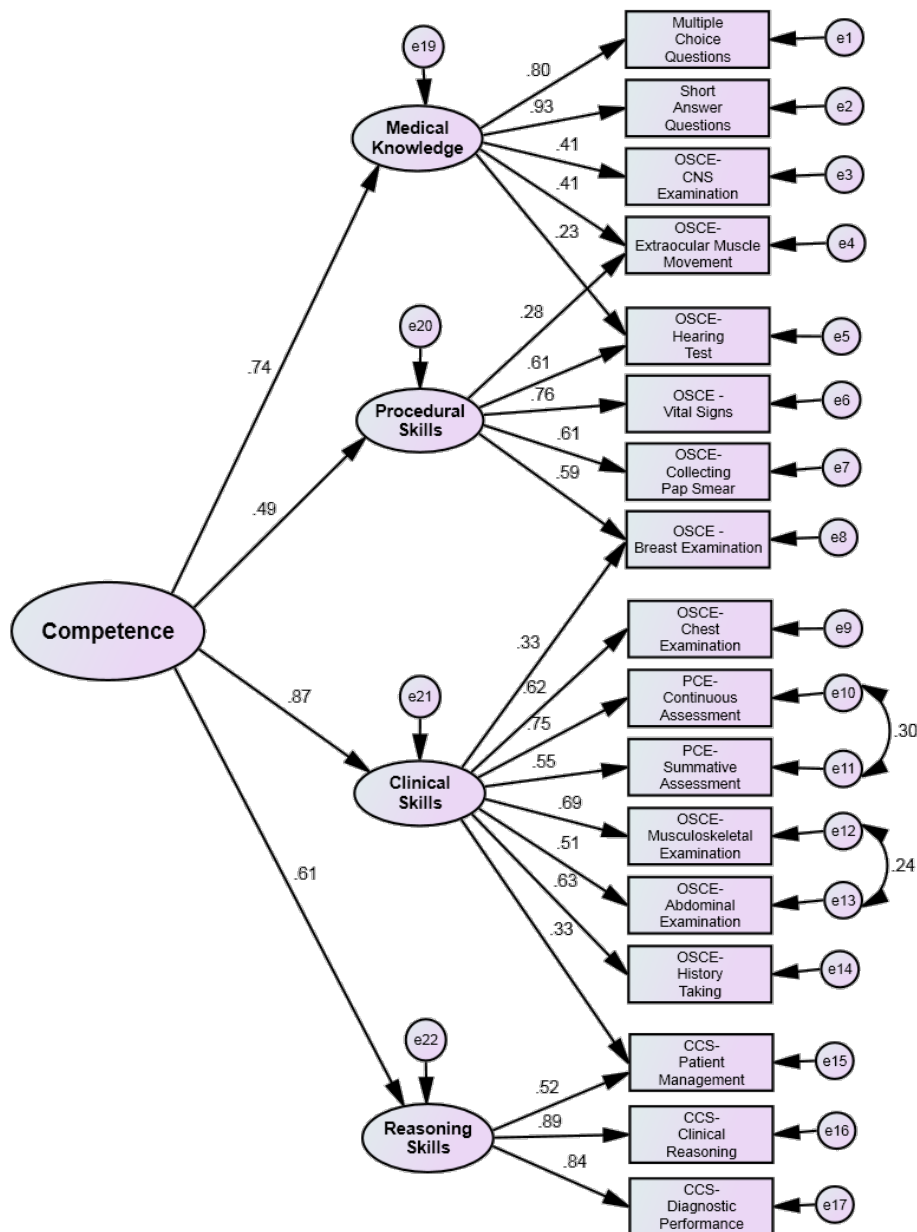 Multiple
Choice
Questions
e1
e19
.80
Short
Answer
Questions
e2
.93
Medical
Knowledge
OSCE-
CNS
Examination
e3
.41
.41
OSCE-
Extraocular Muscle
Movement
e4
.23
.28
OSCE-
Hearing
Test
e5
e20
.61
.74
.76
OSCE -
Vital Signs
e6
Procedural
Skills
.61
OSCE-
Collecting
Pap Smear
e7
.59
.49
OSCE -
Breast Examination
e8
Competence
OSCE-
Chest
Examination
e9
.33
.62
.87
e21
PCE-
Continuous
Assessment
e10
.75
.30
.55
PCE-
Summative
Assessment
e11
Clinical
Skills
.69
OSCE-
Musculoskeletal
Examination
e12
.51
.24
.61
.63
OSCE-
Abdominal
Examination
e13
.33
OSCE-
History
Taking
e14
e22
CCS-
Patient
Management
e15
.52
.89
CCS-
Clinical
Reasoning
e16
Reasoning
Skills
.84
CCS-
Diagnostic
Performance
e17